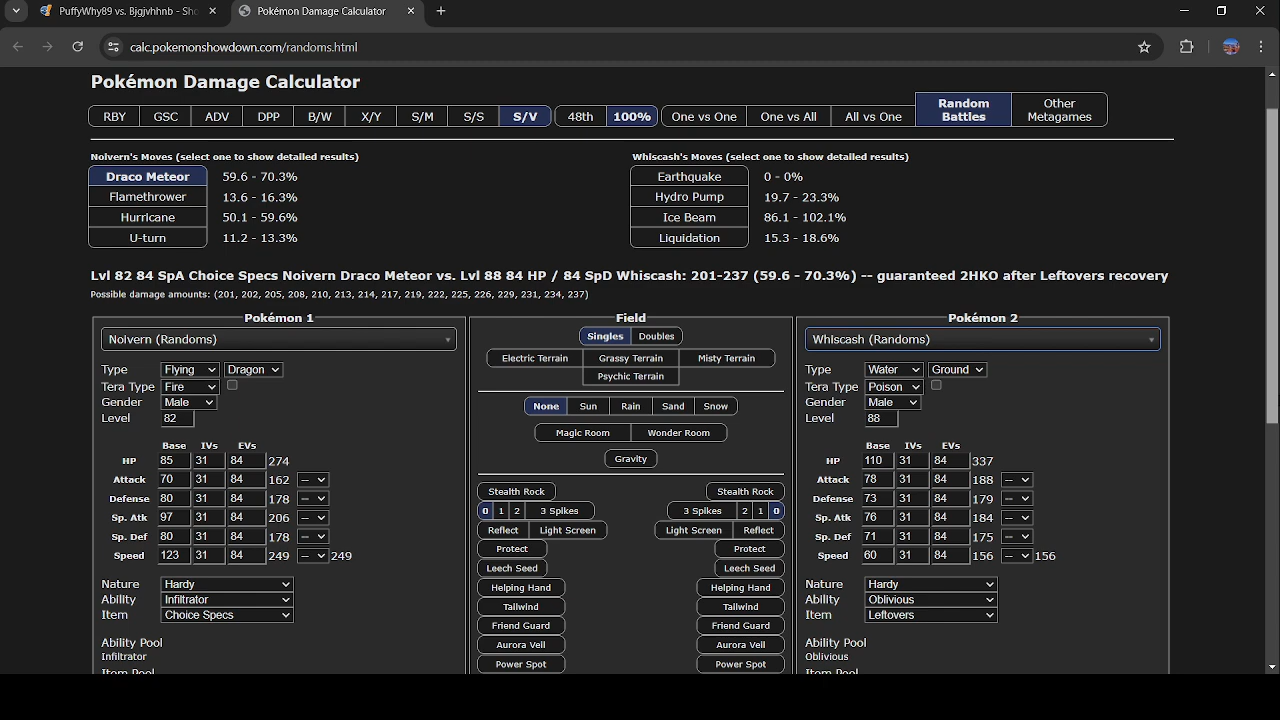 PuffyWhy89 vs. Bjgjvhhnb - Sho
Pokémon Damage Calculator
calc.pokemonshowdown.com/randoms.html
Pokémon Damage Calculator
RBY GSC ADV DPP B/W X/Y S/M S/S S/V 48th 100% One vs One One vs All All vs One Random Battles Other Metagames
Noivern's Moves (select one to show detailed results)
Draco Meteor 59.6 - 70.3%
Flamethrower 13.6 - 16.3%
Hurricane 50.1 - 59.6%
U-turn 11.2 - 13.3%
Whiscash's Moves (select one to show detailed results)
Earthquake 0 - 0%
Hydro Pump 19.7 - 23.3%
Ice Beam 86.1 - 102.1%
Liquidation 15.3 - 18.6%
Lvl 82 84 SpA Choice Specs Noivern Draco Meteor vs. Lvl 88 84 HP / 84 SpD Whiscash: 201-237 (59.6 - 70.3%) -- guaranteed 2HKO after Leftovers recovery
Possible damage amounts: (201, 202, 205, 208, 210, 213, 214, 217, 219, 222, 225, 226, 229, 231, 234, 237)
Pokémon 1
Noivern (Randoms)
Type Flying Dragon
Tera Type Fire
Gender Male
Level 82
Base IVs EVs
HP 85 31 84 274
Attack 70 31 84 162 --
Defense 80 31 84 178 --
Sp. Atk 97 31 84 206 --
Sp. Def 80 31 84 178 --
Speed 123 31 84 249 -- 249
Nature Hardy
Ability Infiltrator
Item Choice Specs
Ability Pool
Infiltrator
Item Pool
Field
Singles Doubles
Electric Terrain Grassy Terrain Misty Terrain
Psychic Terrain
None Sun Rain Sand Snow
Magic Room Wonder Room
Gravity
Stealth Rock Stealth Rock
0 1 2 3 Spikes 3 Spikes 2 1 0
Reflect Light Screen Light Screen Reflect
Protect Protect
Leech Seed Leech Seed
Helping Hand Helping Hand
Tailwind Tailwind
Friend Guard Friend Guard
Aurora Veil Aurora Veil
Power Spot Power Spot
Pokémon 2
Whiscash (Randoms)
Type Water Ground
Tera Type Poison
Gender Male
Level 88
Base IVs EVs
HP 110 31 84 337
Attack 78 31 84 188 --
Defense 73 31 84 179 --
Sp. Atk 76 31 84 184 --
Sp. Def 71 31 84 175 --
Speed 60 31 84 156 -- 156
Nature Hardy
Ability Oblivious
Item Leftovers
Ability Pool
Oblivious
Item Pool